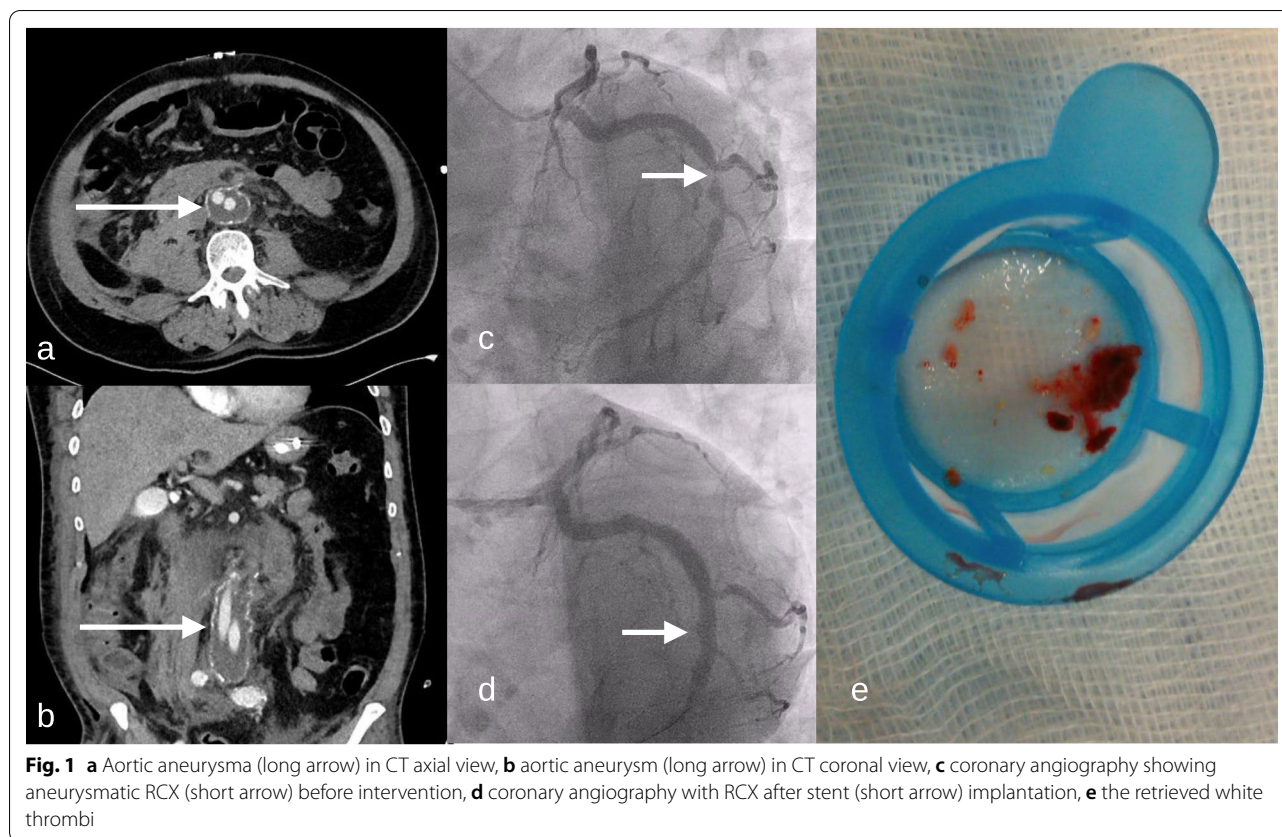 a
c
b
d
e
Fig. 1 a Aortic aneurysma (long arrow) in CT axial view, b aortic aneurysm (long arrow) in CT coronal view, c coronary angiography showing
aneurysmatic RCX (short arrow) before intervention, d coronary angiography with RCX after stent (short arrow) implantation, e the retrieved white
thrombi